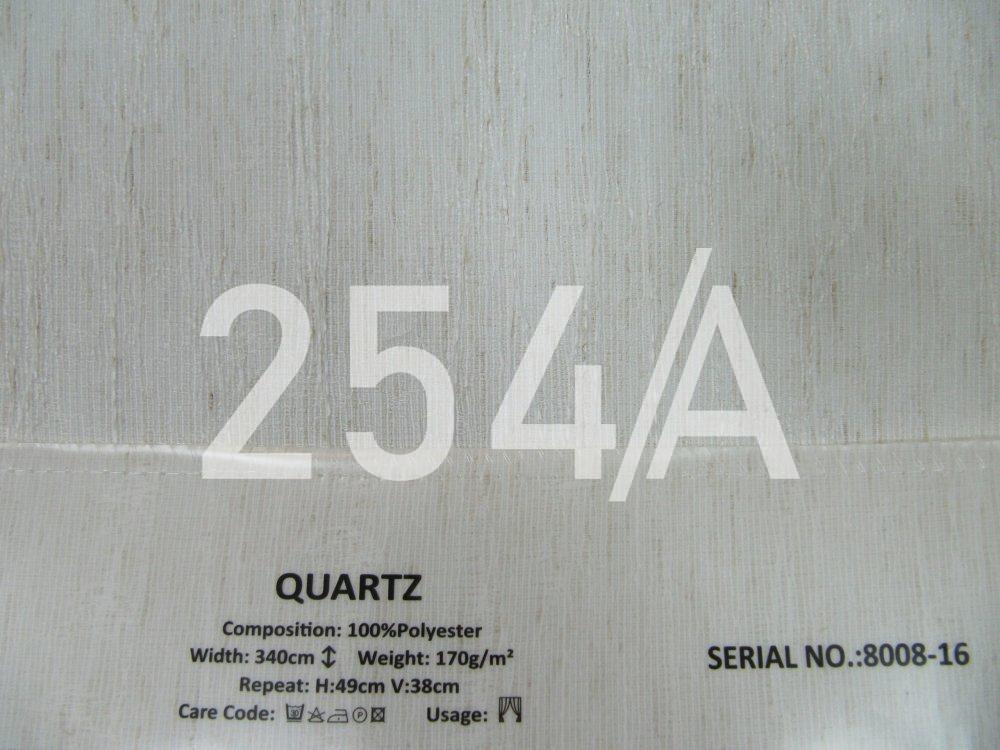 254/A
QUARTZ
Composition: 100%Polyester
Width: 340cm Weight: 170g/m²
Repeat: H:49cm V:38cm
Care Code: Usage:
SERIAL NO.:8008-16